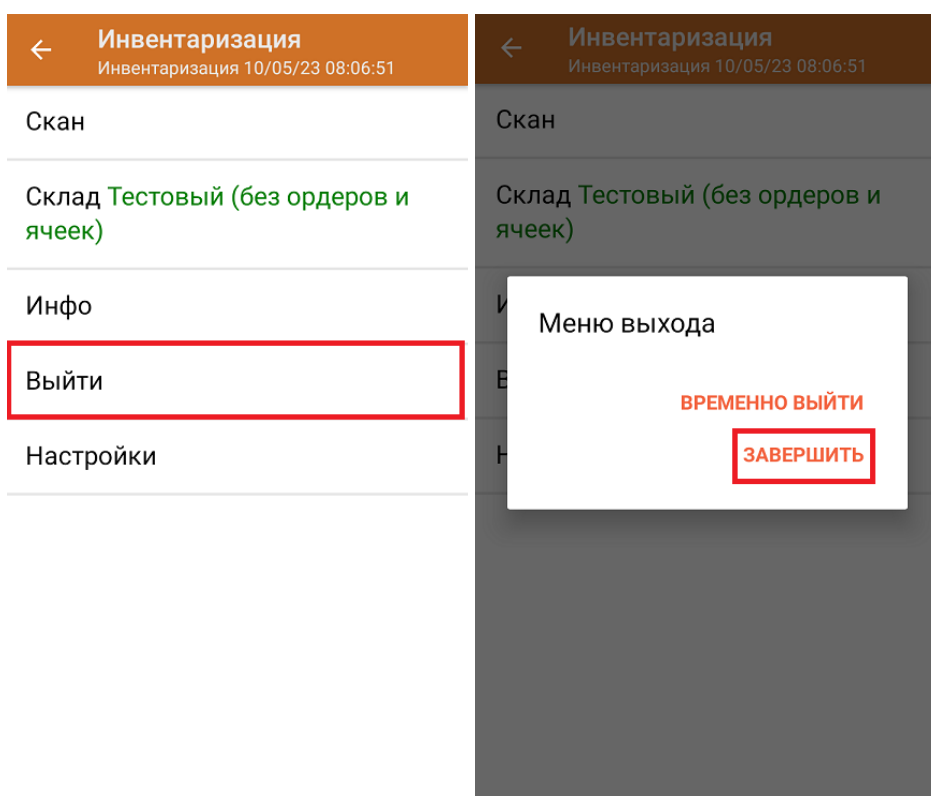 Инвентаризация
Инвентаризация 10/05/23 08:06:51
Скан
Склад Тестовый (без ордеров и
ячеек)
Инфо
Выйти
Настройки
Инвентаризация
Инвентаризация 10/05/23 08:06:51
Скан
Склад Тестовый (без ордеров и
ячеек)
Меню выхода
ВРЕМЕННО ВЫЙТИ
ЗАВЕРШИТЬ